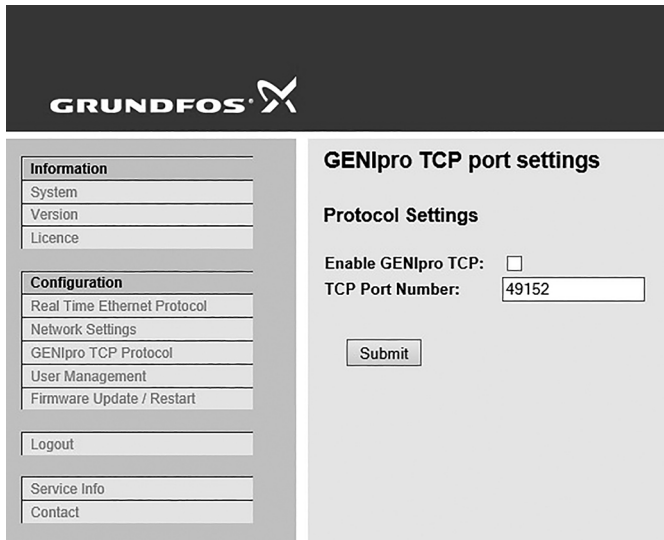 GRUNDFOS
Information
System
Version
Licence
Configuration
Real Time Ethernet Protocol
Network Settings
GENIpro TCP Protocol
User Management
Firmware Update / Restart
Logout
Service Info
Contact
GENIpro TCP port settings
Protocol Settings
Enable GENIpro TCP:
TCP Port Number: 49152
Submit